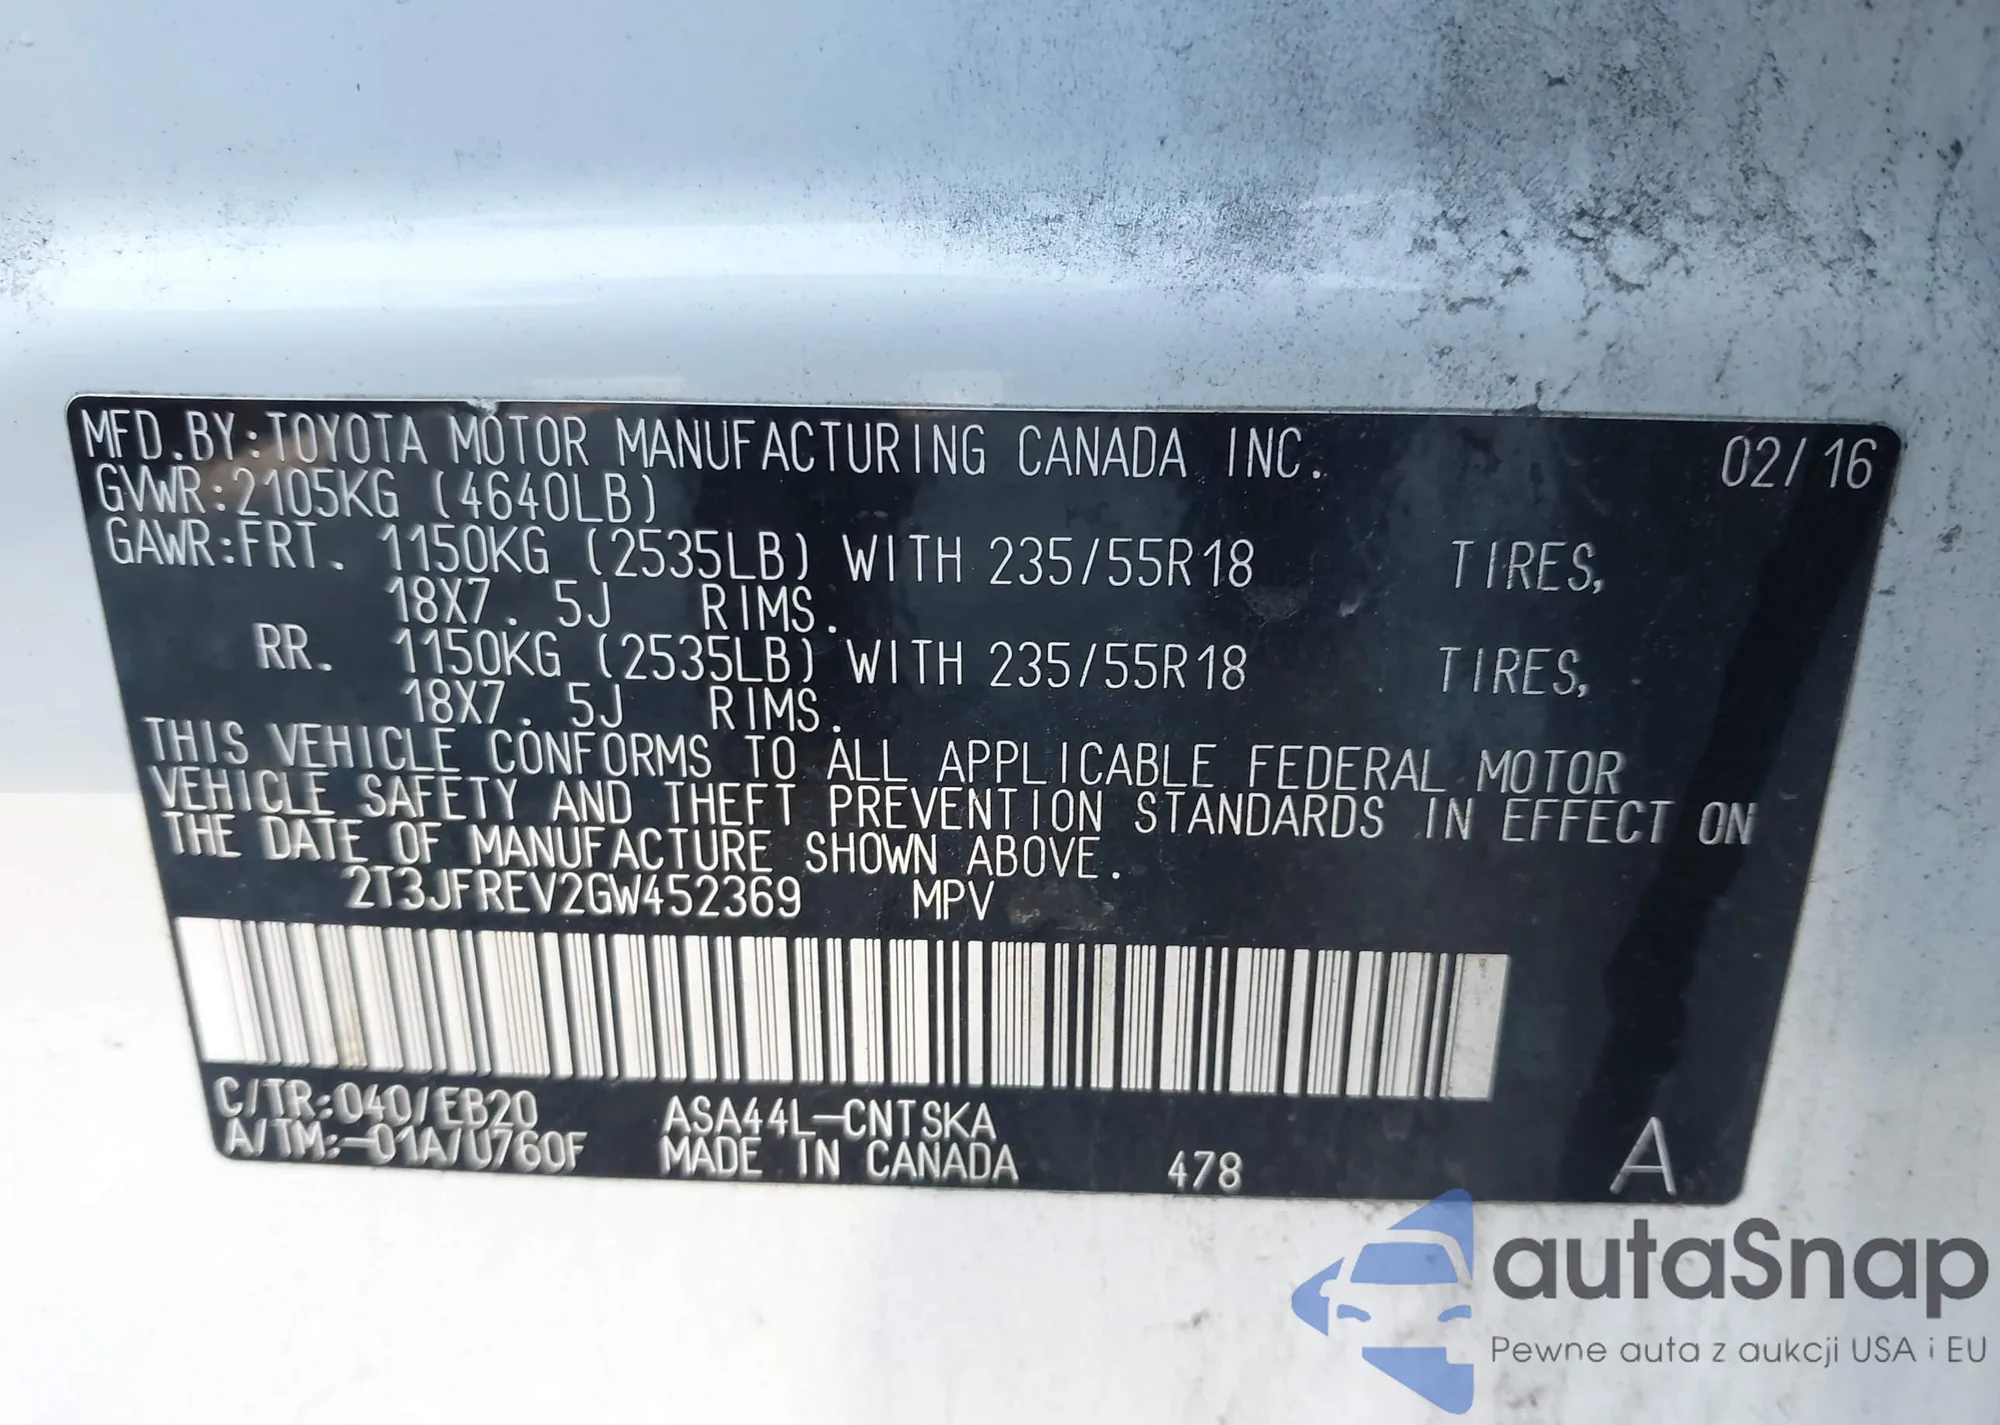 MFD.BY:TOYOTA MOTOR MANUFACTURING CANADA INC. 02/16
GVWR:2105KG (4640LB)
GAWR:FRT. 1150KG (2535LB) WITH 235/55R18 TIRES,
18X7.5J RIMS.
RR. 1150KG (2535LB) WITH 235/55R18 TIRES,
18X7.5J RIMS.
THIS VEHICLE CONFORMS TO ALL APPLICABLE FEDERAL MOTOR
VEHICLE SAFETY AND THEFT PREVENTION STANDARDS IN EFFECT ON
THE DATE OF MANUFACTURE SHOWN ABOVE.
2T3JFREV2GW452369 MPV
C/TR:040/EB20 ASA44L-CNTSKA
A/TM:-01A/U760F MADE IN CANADA 478 A
autaSnap
Pewne auta z aukcji USA i EU